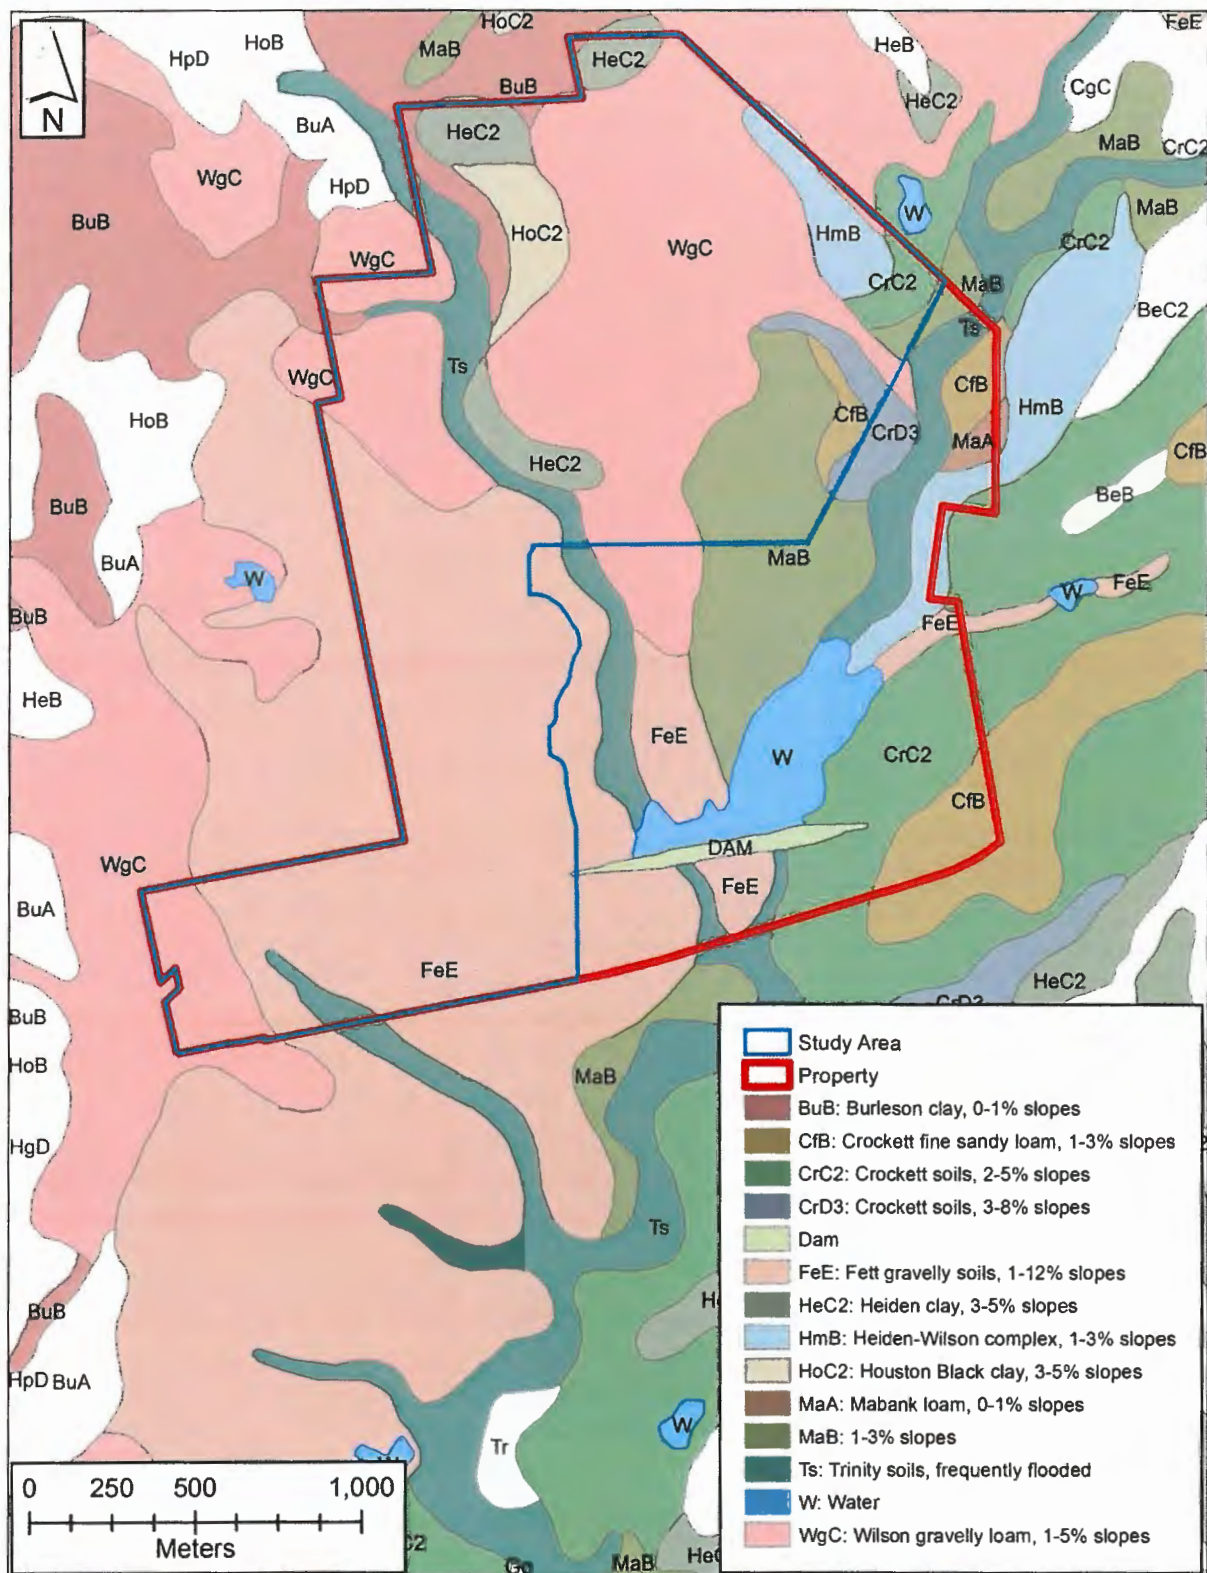 HoC2
FeE
HoB
HpD
MaB
HeC2
HeB
N
BuB
HeC2
CgC
BuA
HeC2
MaB
CrC2
WgC
HpD
W
MaB
BuB
HoC2
WgC
HmB
CrC2
WgC
CrC2
MaB
BeC2
Ts
Ts
WgC
CfB
HmB
HoB
CfB
CrD3
MaA
CfB
HeC2
BeB
BuB
BuA
MaB
W
W
FeE
BuB
FeE
HeB
FeE
W
CrC2
CfB
DAM
WgC
FeE
BuA
FeE
HeC2
CrD3
BuB
HoB
MaB
HgD
Ts
BuB
HpD
BuA
W
Tr
MaB
0 250 500 1,000
Meters
Study Area
Property
BuB: Burleson clay, 0-1% slopes
CfB: Crockett fine sandy loam, 1-3% slopes
CrC2: Crockett soils, 2-5% slopes
CrD3: Crockett soils, 3-8% slopes
Dam
FeE: Fett gravelly soils, 1-12% slopes
HeC2: Heiden clay, 3-5% slopes
HmB: Heiden-Wilson complex, 1-3% slopes
HoC2: Houston Black clay, 3-5% slopes
MaA: Mabank loam, 0-1% slopes
MaB: 1-3% slopes
Ts: Trinity soils, frequently flooded
W: Water
WgC: Wilson gravelly loam, 1-5% slopes